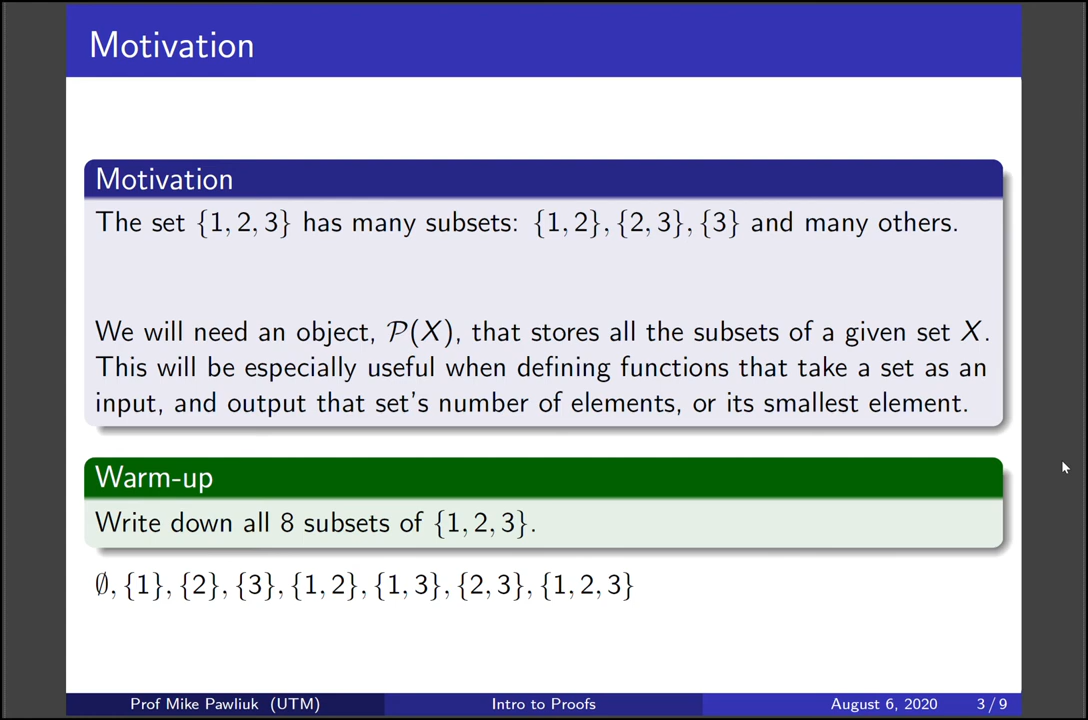 Motivation
Motivation
The set {1, 2, 3} has many subsets: {1, 2}, {2, 3}, {3} and many others.
We will need an object, 𝒫(X), that stores all the subsets of a given set X.
This will be especially useful when defining functions that take a set as an
input, and output that set's number of elements, or its smallest element.
Warm-up
Write down all 8 subsets of {1, 2, 3}.
∅, {1}, {2}, {3}, {1, 2}, {1, 3}, {2, 3}, {1, 2, 3}
Prof Mike Pawliuk (UTM) Intro to Proofs August 6, 2020 3 / 9